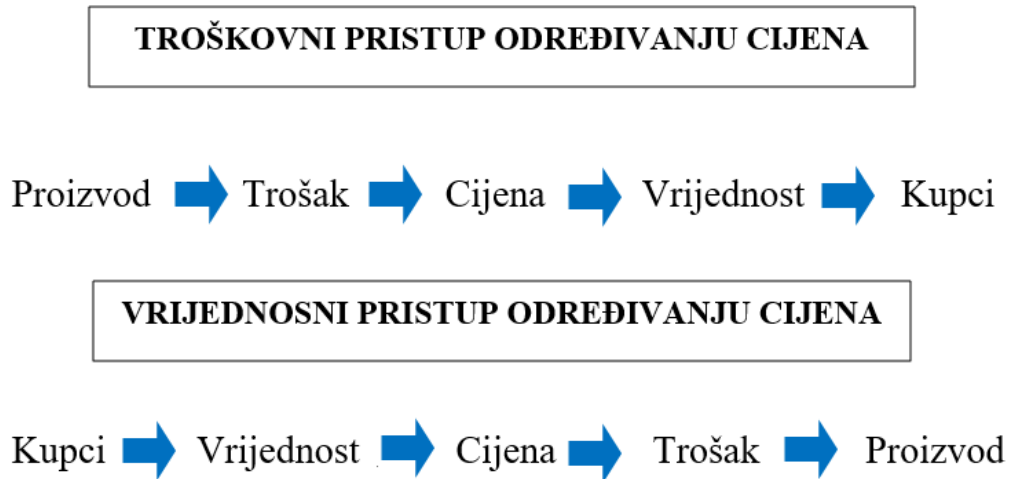 TROŠKOVNI PRISTUP ODREĐIVANJU CIJENA
Proizvod Trošak Cijena Vrijednost Kupci
VRIJEDNOSNI PRISTUP ODREĐIVANJU CIJENA
Kupci Vrijednost Cijena Trošak Proizvod